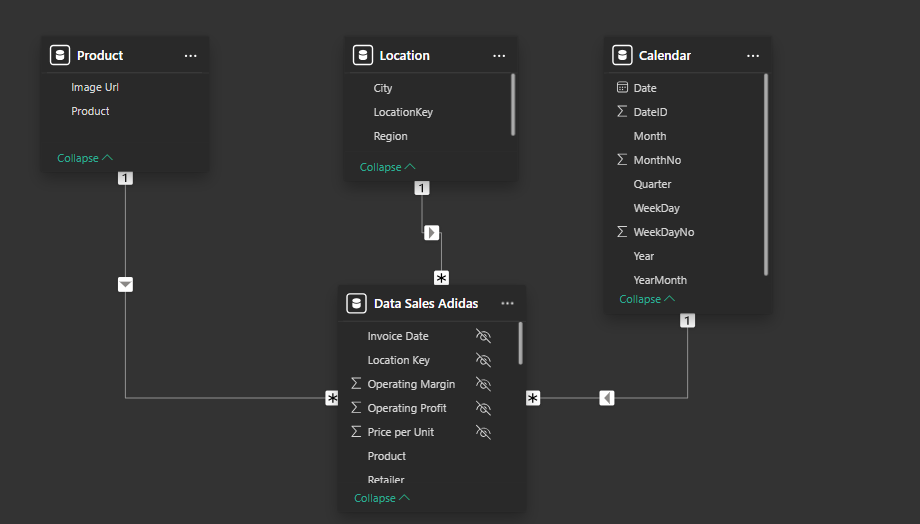 Product
Image Url
Product
Collapse
1
Location
City
LocationKey
Region
Collapse
1
Calendar
Date
DateID
Month
MonthNo
Quarter
WeekDay
WeekDayNo
Year
YearMonth
Collapse
1
*
Data Sales Adidas
Invoice Date
Location Key
Operating Margin
Operating Profit
Price per Unit
Product
Retailer
Collapse
*
*